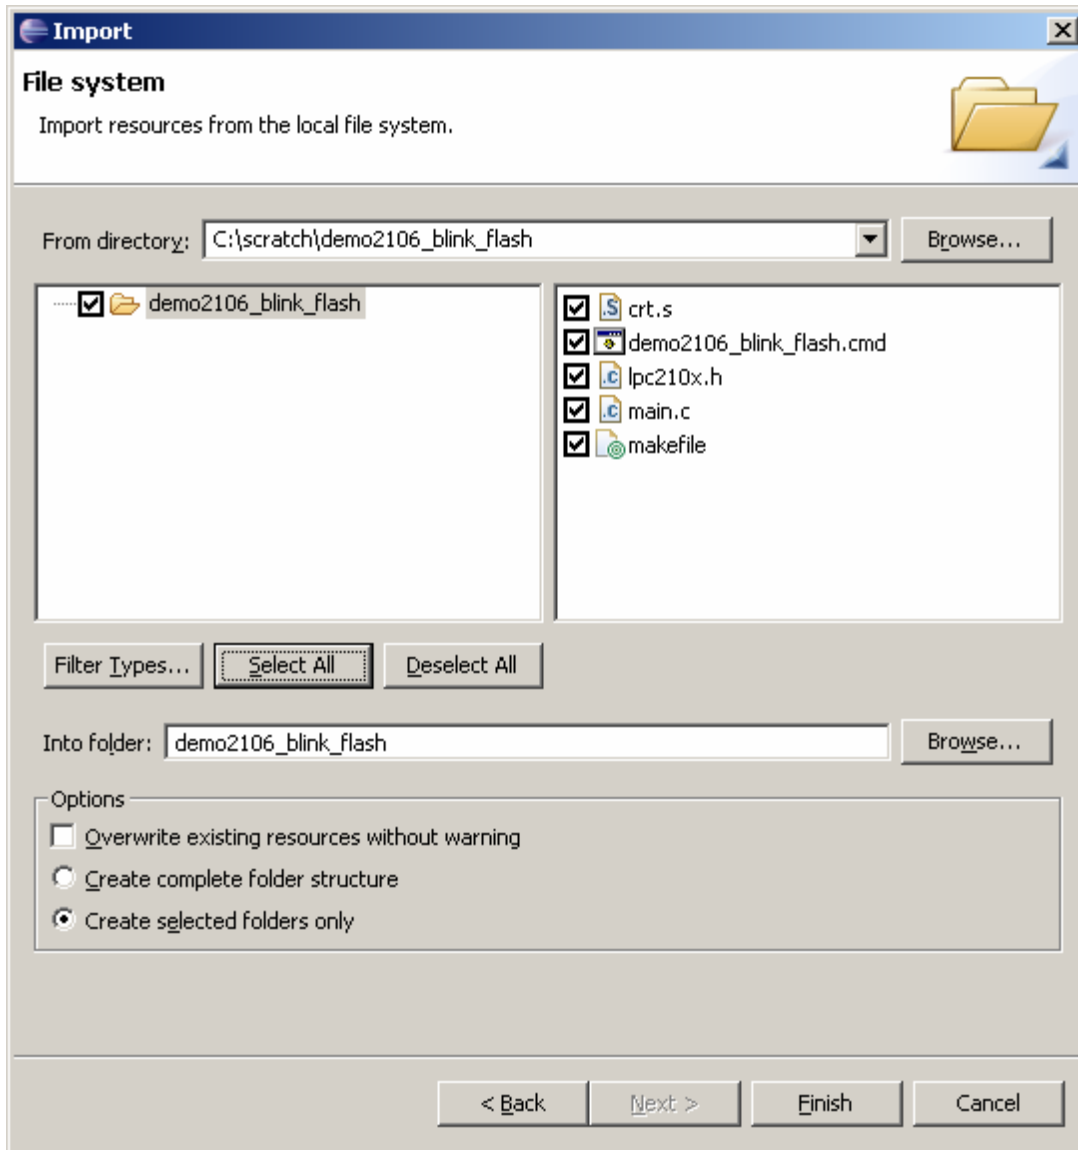 Import
File system
Import resources from the local file system.
From directory: C:\scratch\demo2106_blink_flash Browse...
demo2106_blink_flash
crt.s
demo2106_blink_flash.cmd
lpc210x.h
main.c
makefile
Filter Types... Select All Deselect All
Into folder: demo2106_blink_flash Browse...
Options
Overwrite existing resources without warning
Create complete folder structure
Create selected folders only
< Back Next > Finish Cancel